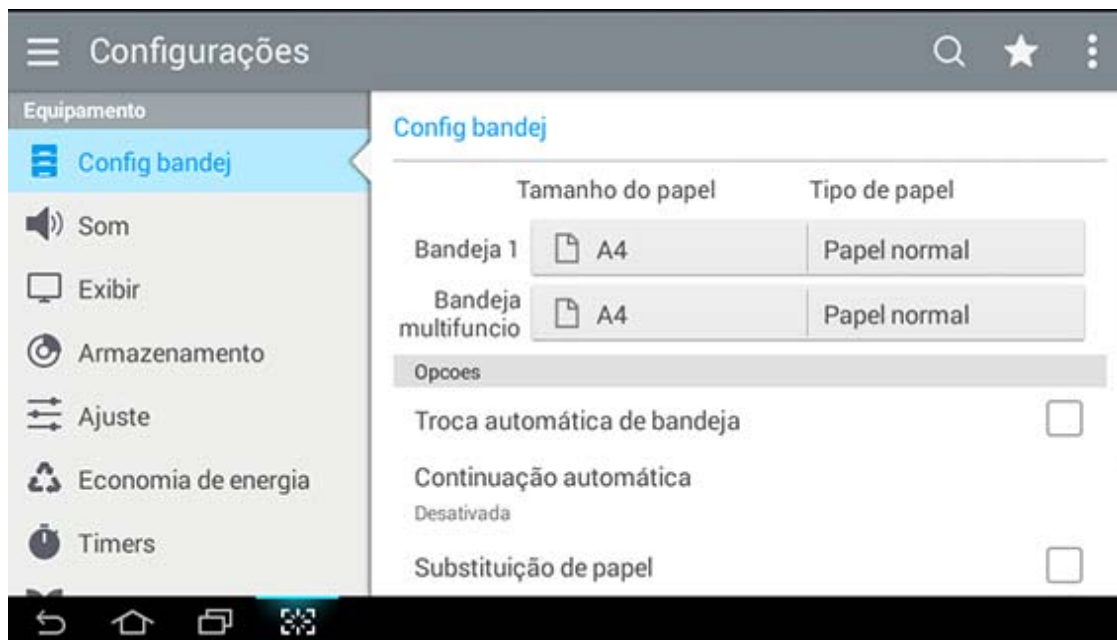 Configurações
Equipamento
Config bandej
Som
Exibir
Armazenamento
Ajuste
Economia de energia
Timers
Config bandej
Tamanho do papel Tipo de papel
Bandeja 1 A4 Papel normal
Bandeja
multifuncio A4 Papel normal
Opcoes
Troca automática de bandeja
Continuação automática
Desativada
Substituição de papel